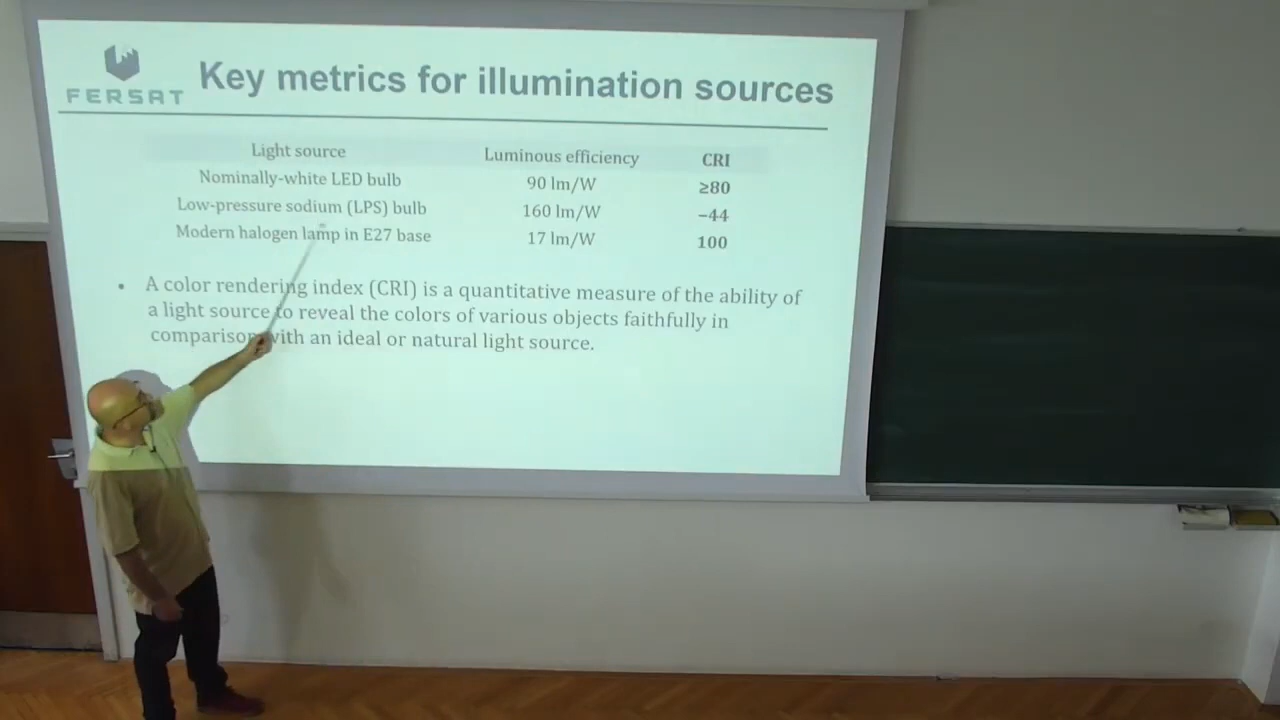 FERSAT
Key metrics for illumination sources
Light source Luminous efficiency CRI
Nominally-white LED bulb 90 lm/W ≥80
Low-pressure sodium (LPS) bulb 160 lm/W –44
Modern halogen lamp in E27 base 17 lm/W 100
• A color rendering index (CRI) is a quantitative measure of the ability of
a light source to reveal the colors of various objects faithfully in
comparison with an ideal or natural light source.